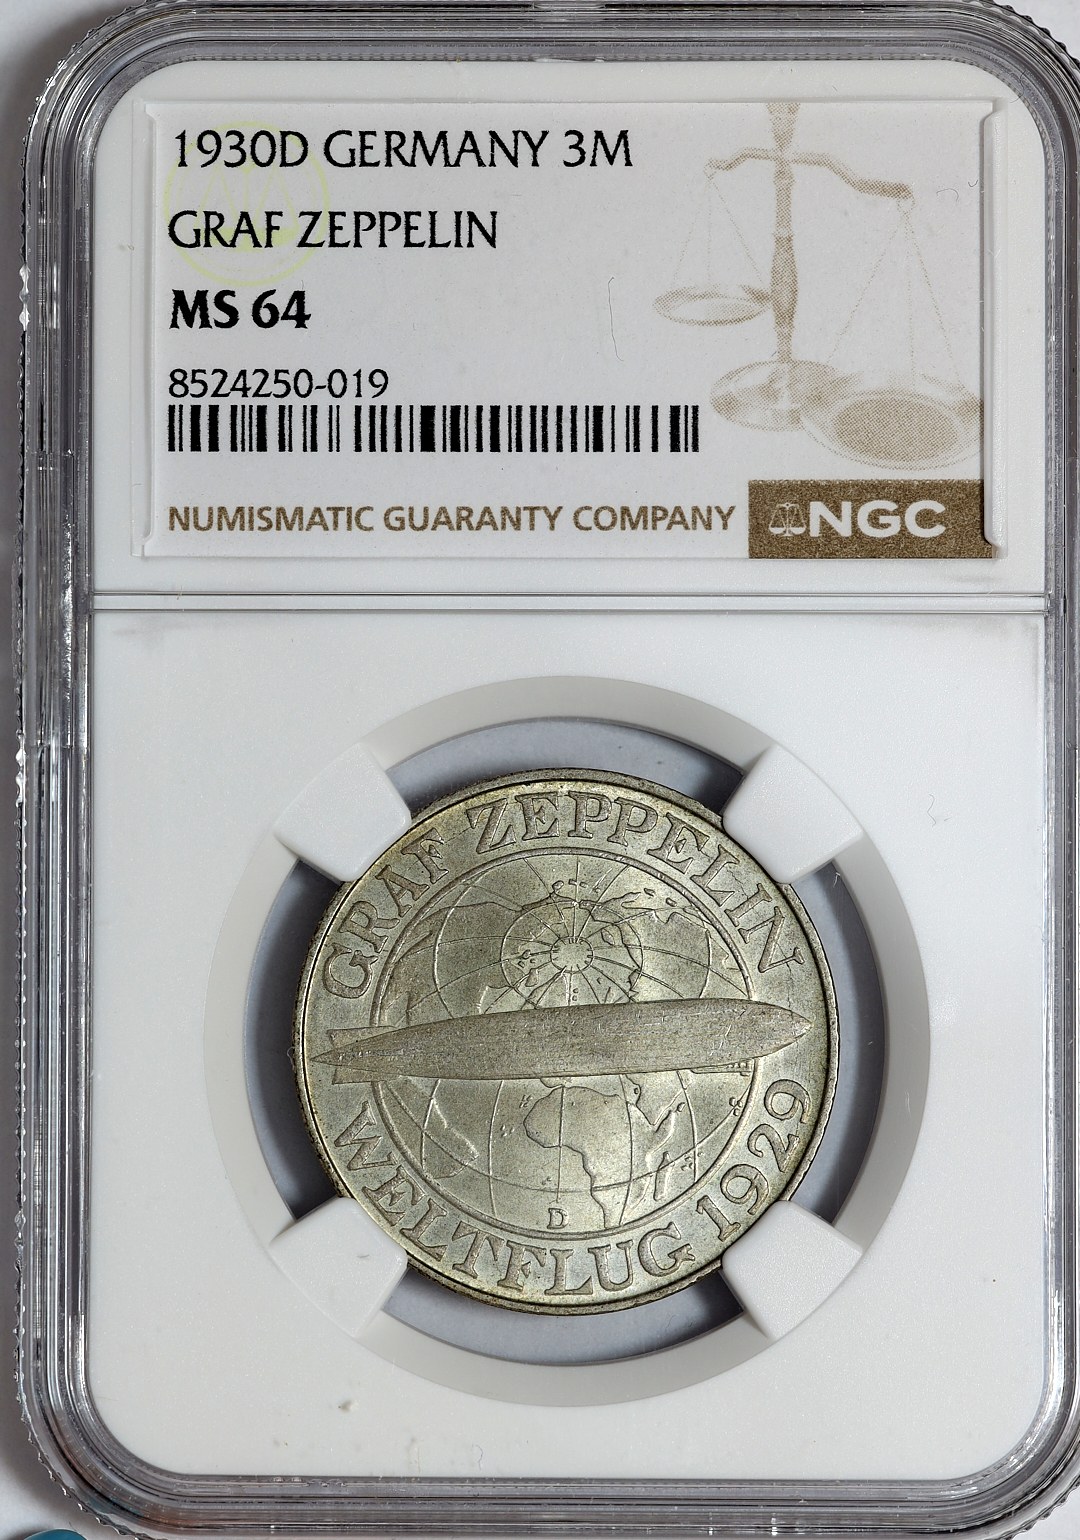 1930D GERMANY 3M
GRAF ZEPPELIN
MS 64
8524250-019
NUMISMATIC GUARANTY COMPANY
NGC
GRAF ZEPPELIN
D
WELTFLUG 1929